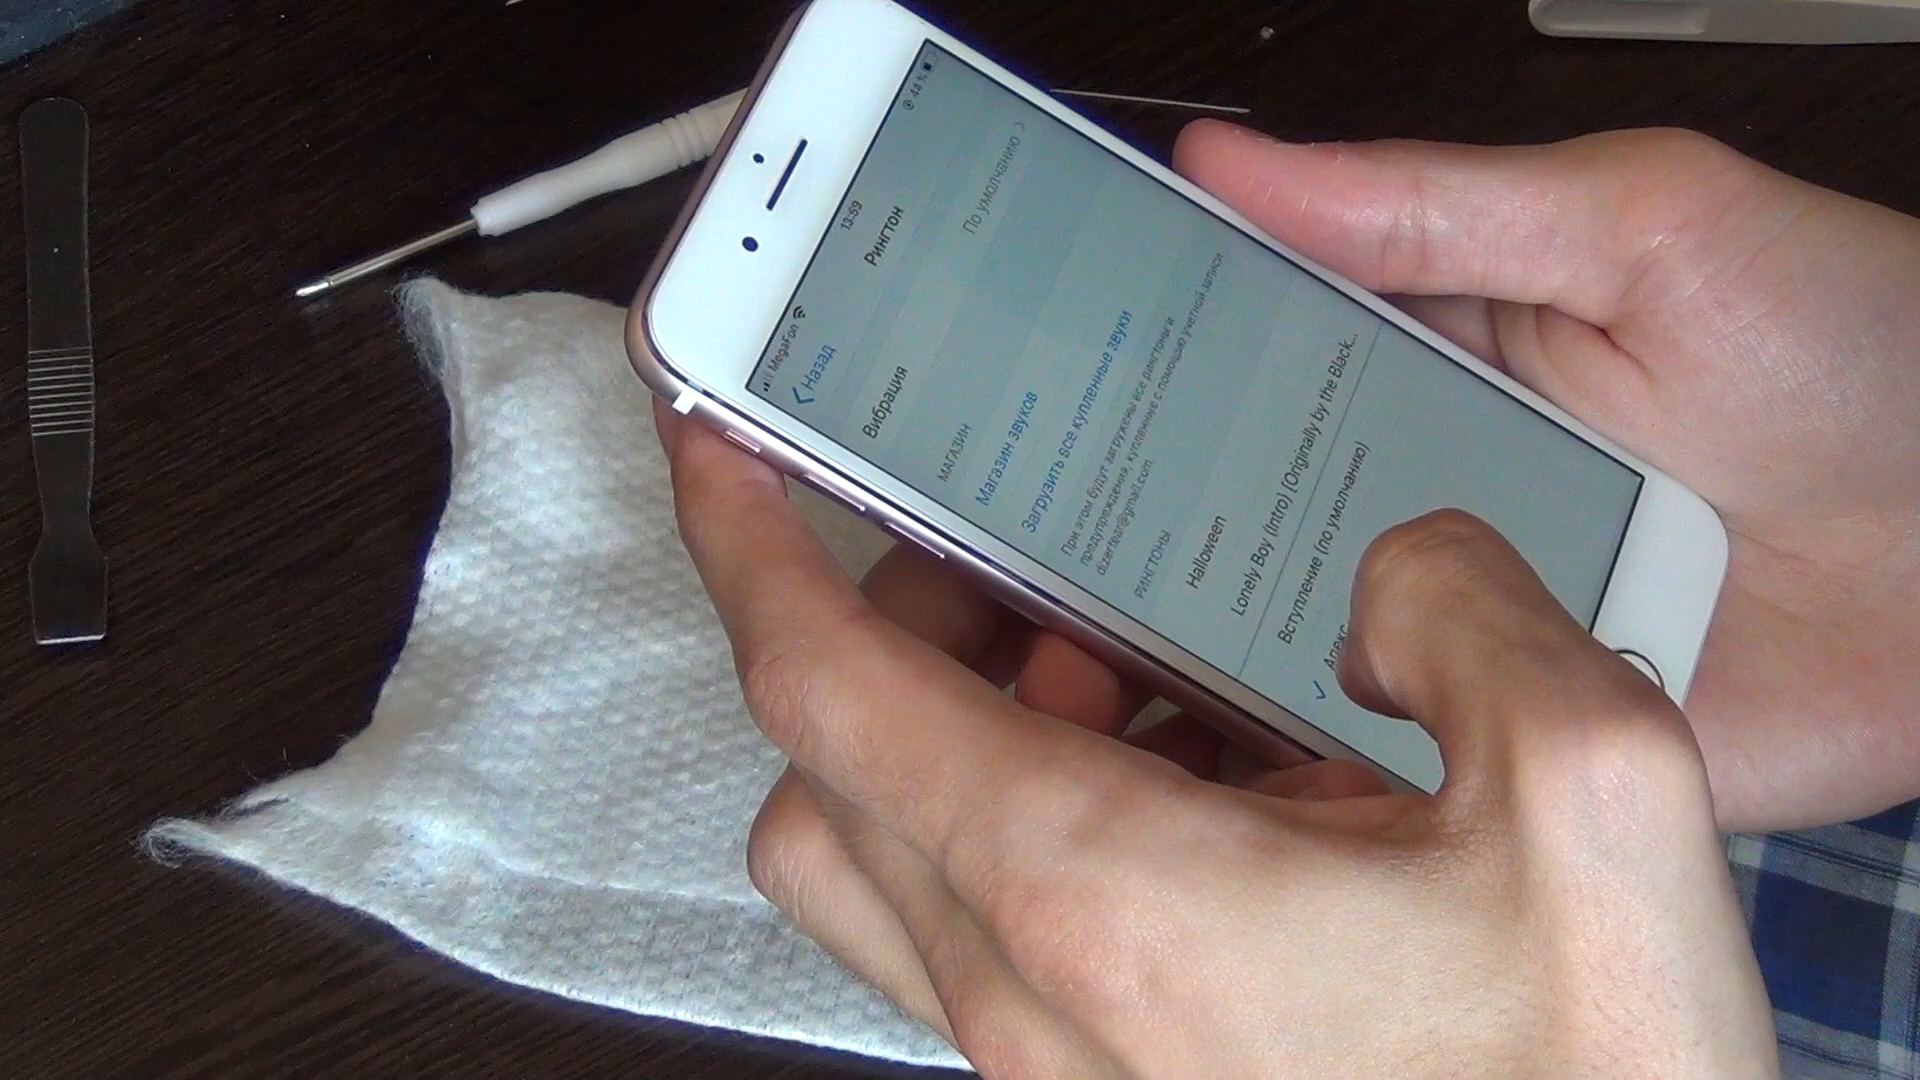 MegaFon
13:59
44 %
Назад
Рингтон
Вибрация
По умолчанию
МАГАЗИН
Магазин звуков
Загрузить все купленные звуки
При этом будут загружены все рингтоны и
предупреждения, купленные с помощью учетной записи
dizertear@gmail.com.
РИНГТОНЫ
Halloween
Lonely Boy (Intro) [Originally by the Black...
Вступление (по умолчанию)